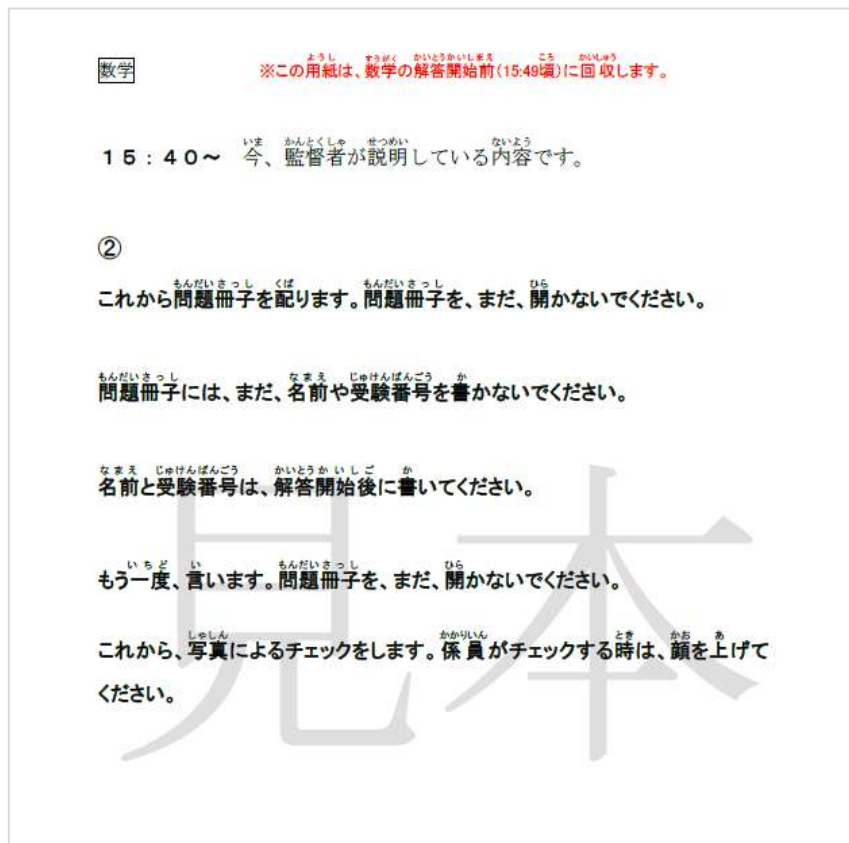 数学
※この用紙は、数学の解答開始前(15:49頃)に回収します。
15:40～ 今、監督者が説明している内容です。
②
これから問題冊子を配ります。問題冊子を、まだ、開かないでください。
問題冊子には、まだ、名前や受験番号を書かないでください。
名前と受験番号は、解答開始後に書いてください。
もう一度、言います。問題冊子を、まだ、開かないでください。
これから、写真によるチェックをします。係員がチェックする時は、顔を上げて
ください。
見本